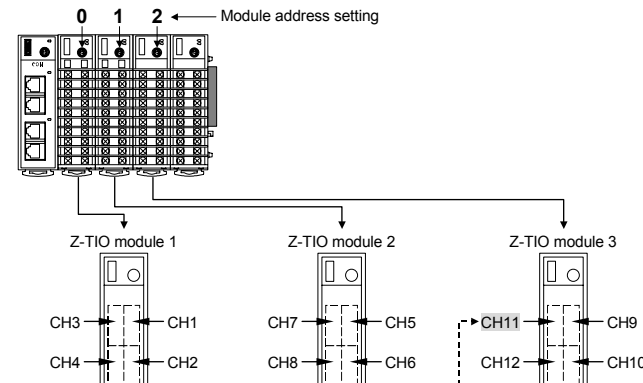 0 1 2 Module address setting
COM
Z-TIO module 1 Z-TIO module 2 Z-TIO module 3
CH3 CH1 CH7 CH5 CH11 CH9
CH4 CH2 CH8 CH6 CH12 CH10